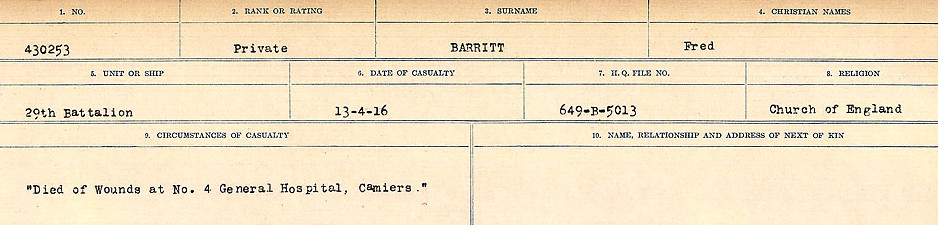 1. NO. 2. RANK OR RATING 3. SURNAME 4. CHRISTIAN NAMES
430253 Private BARRITT Fred
5. UNIT OR SHIP 6. DATE OF CASUALTY 7. H.Q. FILE NO. 8. RELIGION
29th Battalion 13-4-16 649-B-5013 Church of England
9. CIRCUMSTANCES OF CASUALTY 10. NAME, RELATIONSHIP AND ADDRESS OF NEXT OF KIN
"Died of Wounds at No. 4 General Hospital, Camiers."